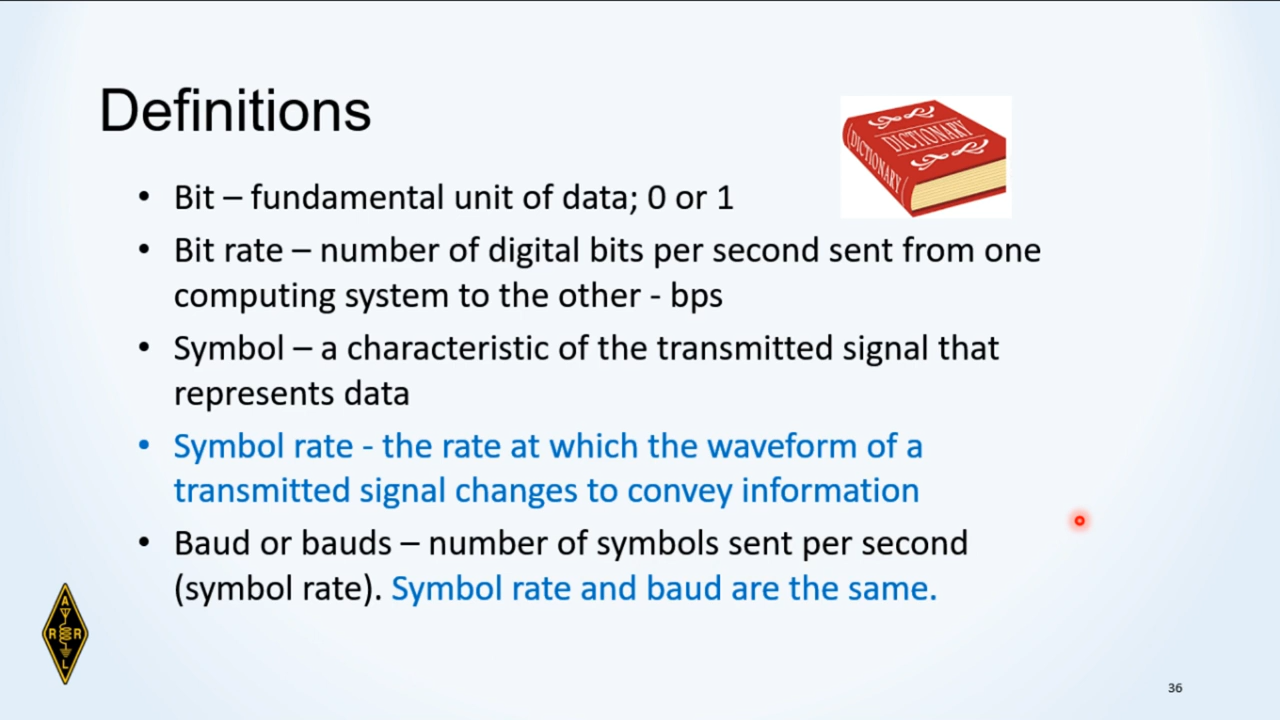 Definitions
DICTIONARY
DICTIONARY
• Bit – fundamental unit of data; 0 or 1
• Bit rate – number of digital bits per second sent from one
computing system to the other - bps
• Symbol – a characteristic of the transmitted signal that
represents data
• Symbol rate - the rate at which the waveform of a
transmitted signal changes to convey information
• Baud or bauds – number of symbols sent per second
(symbol rate). Symbol rate and baud are the same.
A
R R
L
36